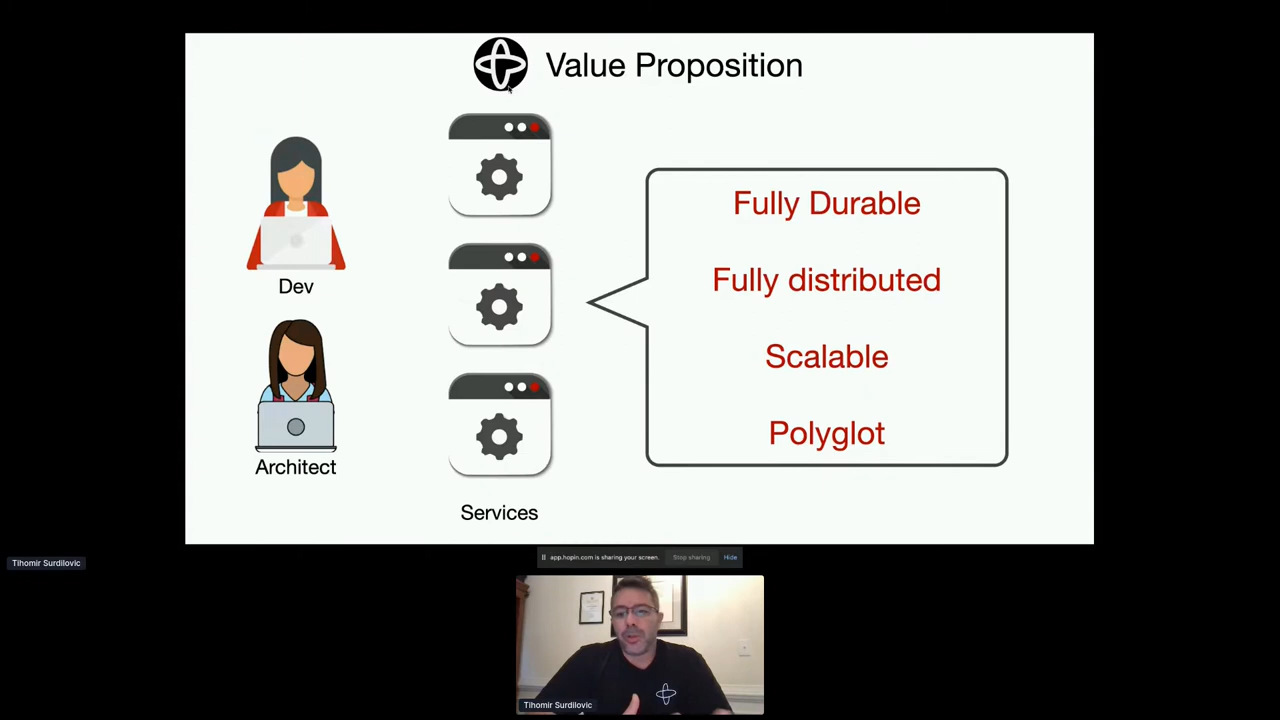 Value Proposition
Dev
Architect
Services
Fully Durable
Fully distributed
Scalable
Polyglot
Tihomir Surdilovic
app.hopin.com is sharing your screen.
Stop sharing
Hide
Tihomir Surdilovic